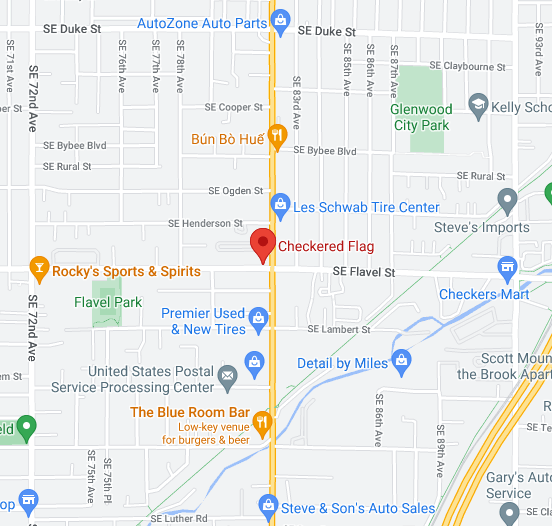 AutoZone Auto Parts
SE Duke St
SE Duke St
SE 71st Ave
SE 72nd Ave
SE 76th Ave
SE 77th Ave
SE 78th Ave
SE 85th Ave
SE 86th Ave
SE 87th Ave
SE 93rd Ave
SE Claybourne St
SE 83rd Ave
SE Cooper St
Glenwood
City Park
Kelly Scho
Bún Bò Huế
SE Bybee Blvd
SE Bybee Blvd
SE Rural St
SE Rural St
SE Ogden St
Les Schwab Tire Center
SE Henderson St
Steve's Imports
Checkered Flag
Rocky's Sports & Spirits
SE Flavel St
Flavel Park
Checkers Mart
Premier Used
& New Tires
SE 72nd Ave
SE Lambert St
United States Postal
Service Processing Center
em St
Detail by Miles
Scott Moun
the Brook Apart
The Blue Room Bar
Low-key venue
for burgers & beer
SE 86th Ave
SE 89th Ave
eld
SE Te
SE 75th Ave
SE 75th Pl
Gary's Auto
Service
op
Steve & Son's Auto Sales
SE Luther Rd